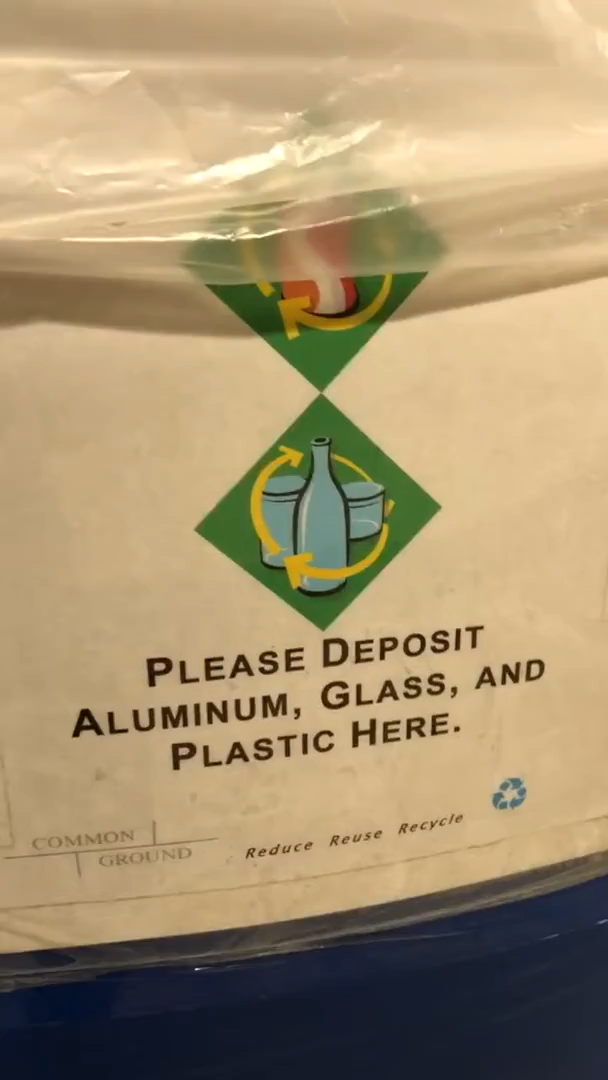 PLEASE DEPOSIT
ALUMINUM, GLASS, AND
PLASTIC HERE.
COMMON
GROUND
Reduce Reuse Recycle